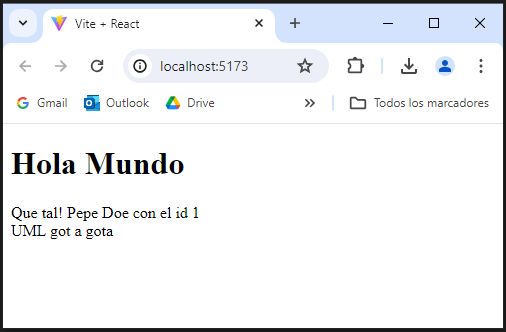 Vite + React
localhost:5173
Gmail Outlook Drive Todos los marcadores
Hola Mundo
Que tal! Pepe Doe con el id 1
UML got a gota